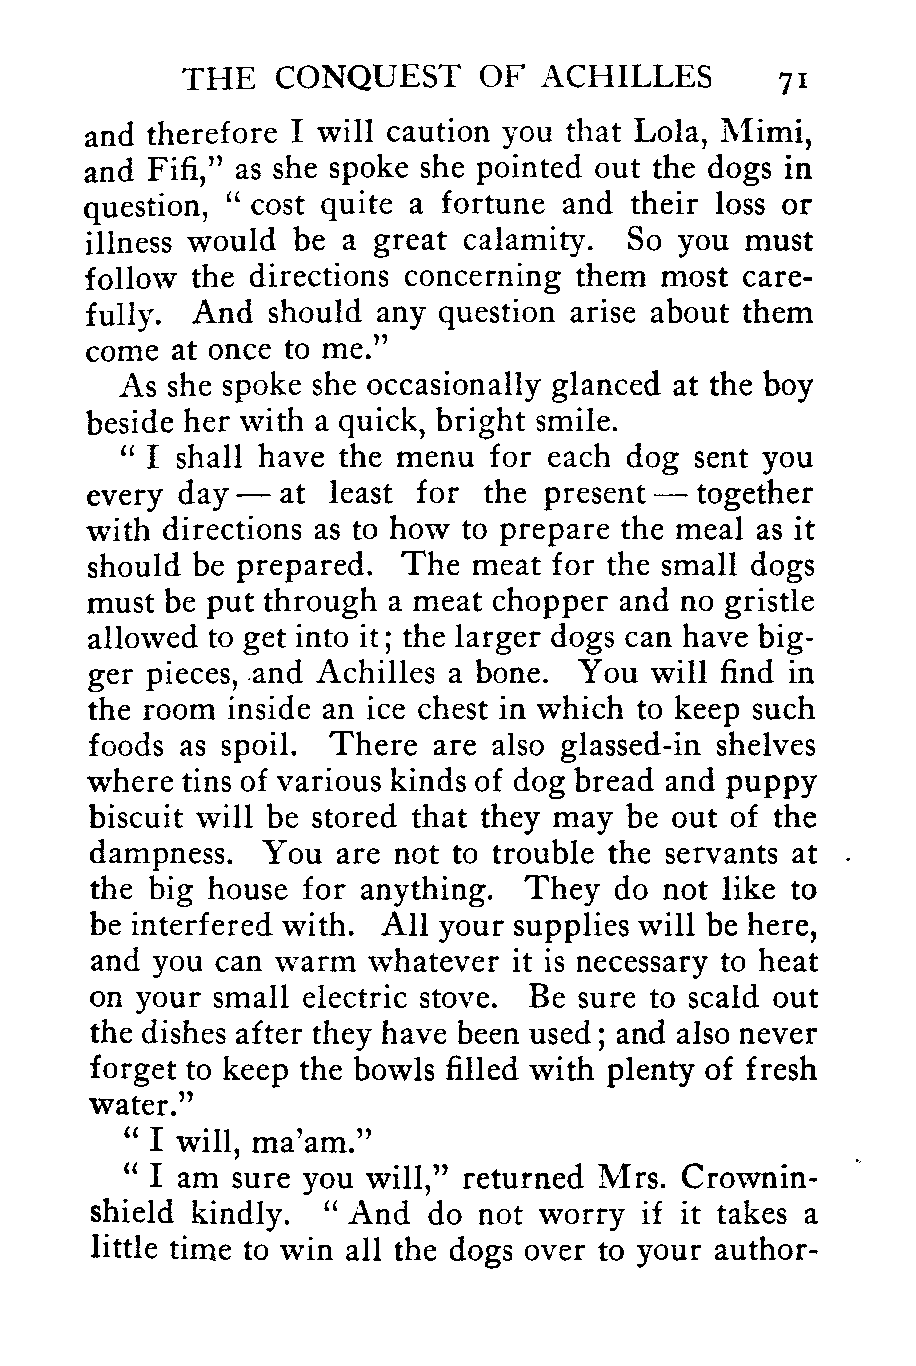 THE CONQUEST OF ACHILLES 71
and therefore I will caution you that Lola, Mimi,
and Fifi,” as she spoke she pointed out the dogs in
question, “ cost quite a fortune and their loss or
illness would be a great calamity. So you must
follow the directions concerning them most care-
fully. And should any question arise about them
come at once to me.”
As she spoke she occasionally glanced at the boy
beside her with a quick, bright smile.
“ I shall have the menu for each dog sent you
every day — at least for the present — together
with directions as to how to prepare the meal as it
should be prepared. The meat for the small dogs
must be put through a meat chopper and no gristle
allowed to get into it; the larger dogs can have big-
ger pieces, and Achilles a bone. You will find in
the room inside an ice chest in which to keep such
foods as spoil. There are also glassed-in shelves
where tins of various kinds of dog bread and puppy
biscuit will be stored that they may be out of the
dampness. You are not to trouble the servants at
the big house for anything. They do not like to
be interfered with. All your supplies will be here,
and you can warm whatever it is necessary to heat
on your small electric stove. Be sure to scald out
the dishes after they have been used; and also never
forget to keep the bowls filled with plenty of fresh
water.”
“ I will, ma’am.”
“ I am sure you will,” returned Mrs. Crownin-
shield kindly. “ And do not worry if it takes a
little time to win all the dogs over to your author-